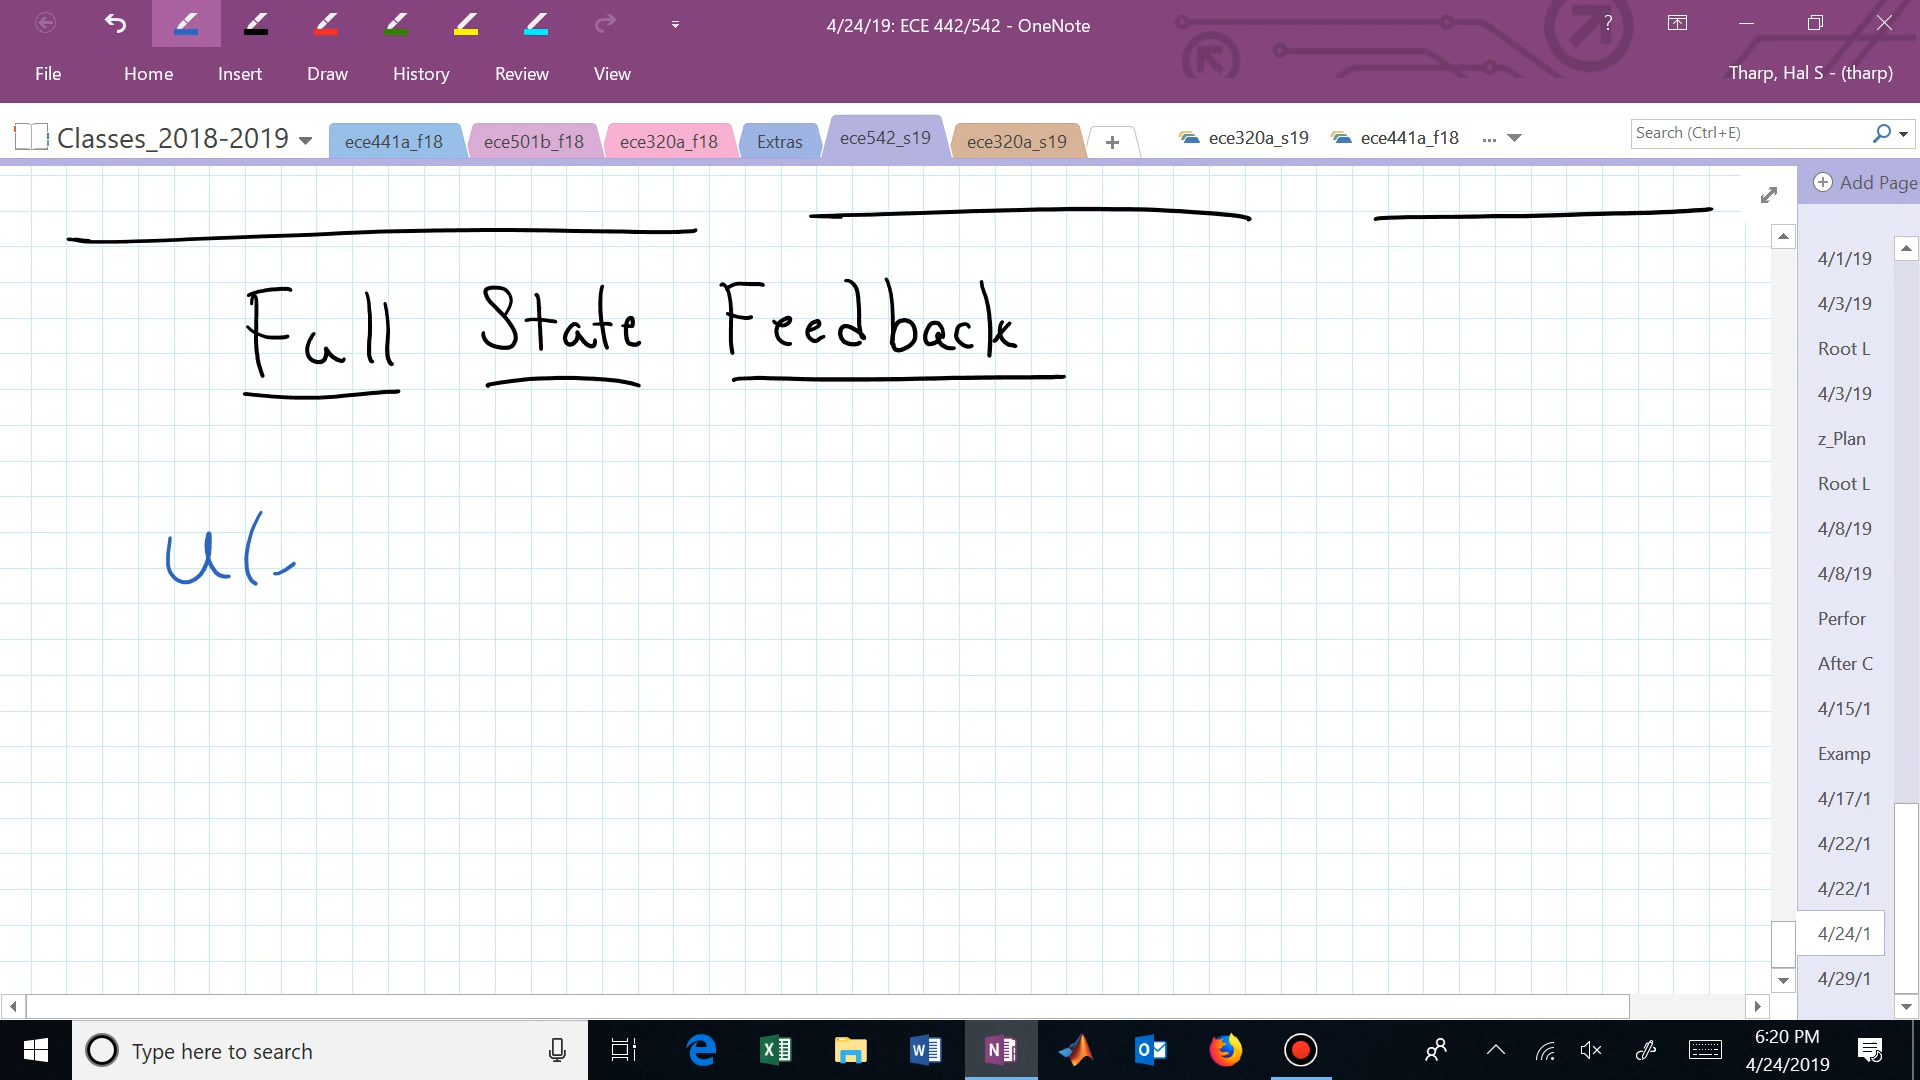 4/24/19: ECE 442/542 - OneNote
?
File Home Insert Draw History Review View
Tharp, Hal S - (tharp)
Classes_2018-2019
ece441a_f18 ece501b_f18 ece320a_f18 Extras ece542_s19 ece320a_s19 +
ece320a_s19 ece441a_f18 ...
Search (Ctrl+E)
Add Page
Full State Feedback
u(
4/1/19
4/3/19
Root L
4/3/19
z_Plan
Root L
4/8/19
4/8/19
Perfor
After C
4/15/1
Examp
4/17/1
4/22/1
4/22/1
4/24/1
4/29/1
Type here to search
6:20 PM
4/24/2019